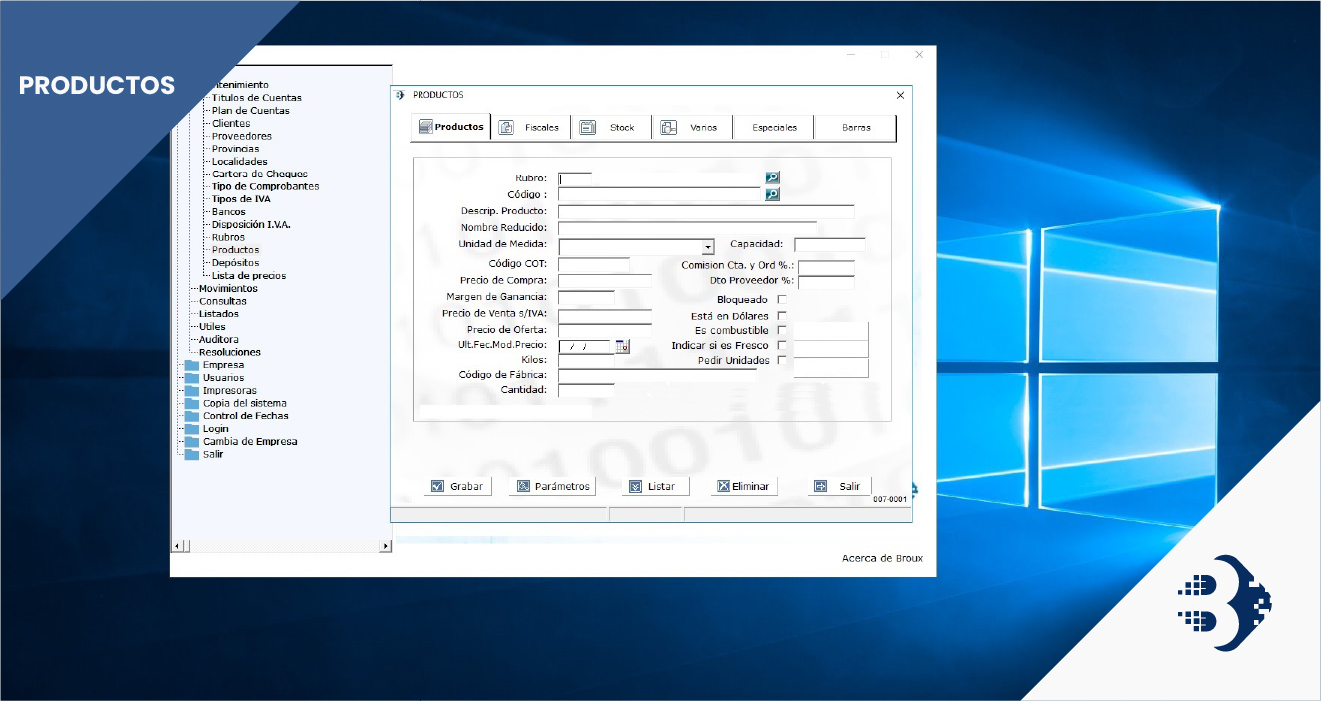 PRODUCTOS
ntenimiento
Titulos de Cuentas
Plan de Cuentas
Clientes
Proveedores
Provincias
Localidades
Cartera de Cheques
Tipo de Comprobantes
Tipos de IVA
Bancos
Disposición I.V.A.
Rubros
Productos
Depósitos
Lista de precios
Movimientos
Consultas
Listados
Utiles
Auditora
Resoluciones
Empresa
Usuarios
Impresoras
Copia del sistema
Control de Fechas
Login
Cambia de Empresa
Salir
PRODUCTOS
Productos Fiscales Stock Varios Especiales Barras
Rubro:
Código :
Descrip. Producto:
Nombre Reducido:
Unidad de Medida: Capacidad:
Código COT: Comision Cta. y Ord %.:
Precio de Compra: Dto Proveedor %:
Margen de Ganancia: Bloqueado
Precio de Venta s/IVA: Está en Dólares
Precio de Oferta: Es combustible
Ult.Fec.Mod.Precio: / / Indicar si es Fresco
Kilos: Pedir Unidades
Código de Fábrica:
Cantidad:
Grabar Parámetros Listar Eliminar Salir
007-0001
Acerca de Broux